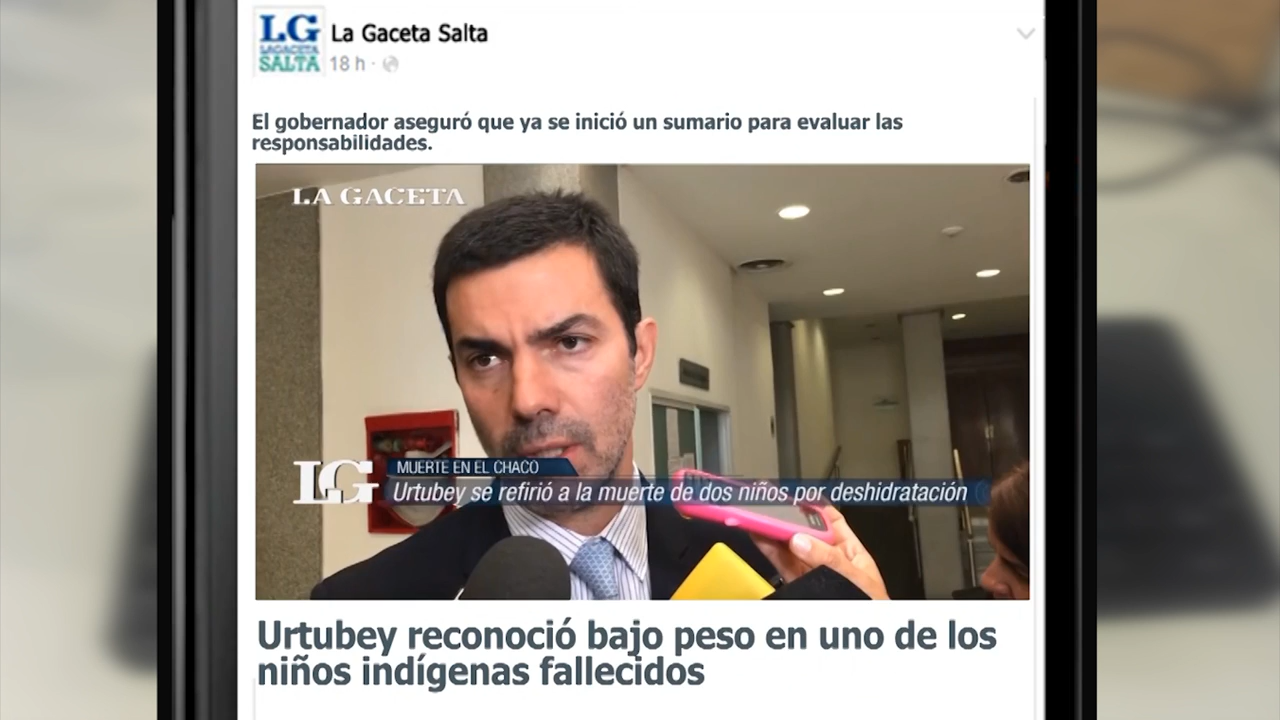 LG
LAGACETA
SALTA
La Gaceta Salta
18 h ·
El gobernador aseguró que ya se inició un sumario para evaluar las
responsabilidades.
LA GACETA
LG
MUERTE EN EL CHACO
Urtubey se refirió a la muerte de dos niños por deshidratación
Urtubey reconoció bajo peso en uno de los
niños indígenas fallecidos